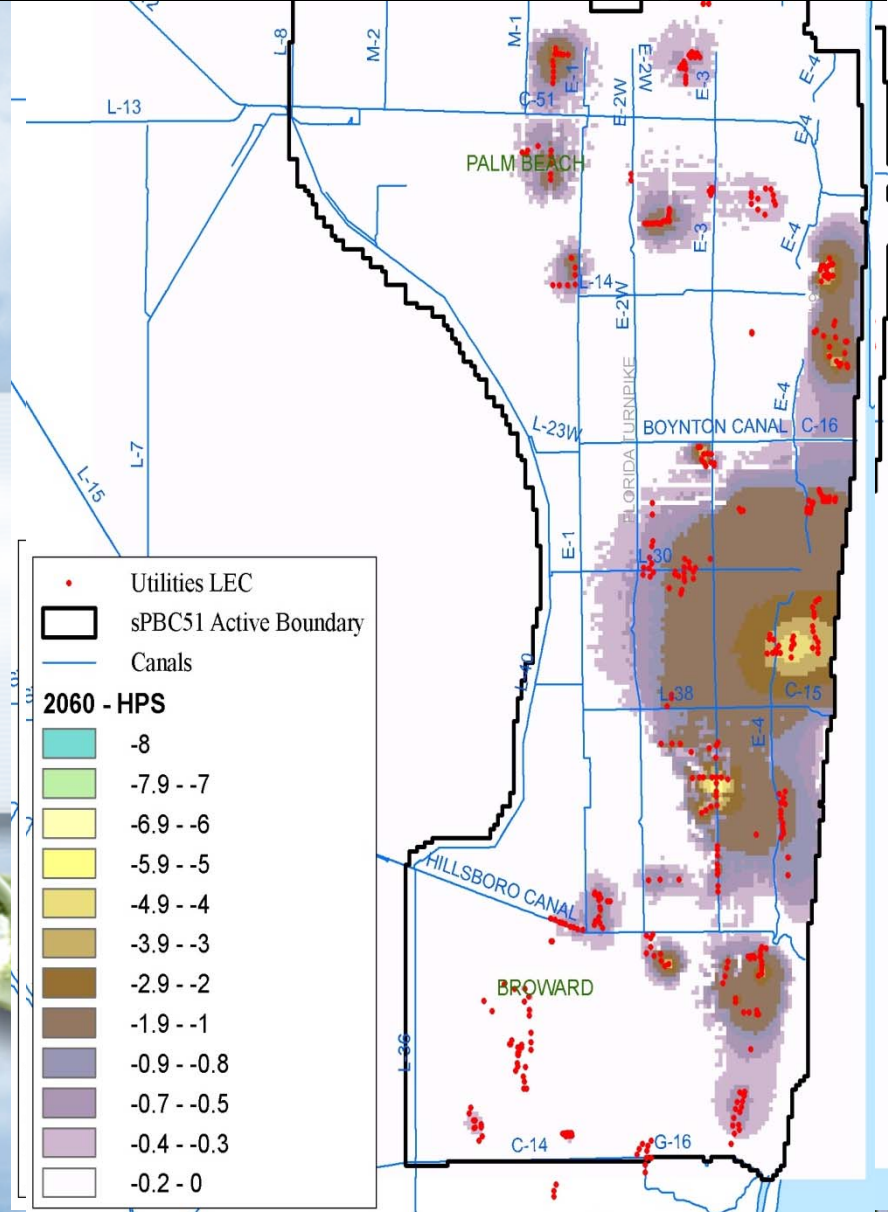 L-8
M-2
M-1
E-1
E-2W
E-2W
E-3
E-4
C-51
L-13
E-4
PALM BEACH
E-3
E-4
L-14
E-2W
FLORIDA TURNPIKE
E-4
L-7
L-23W
BOYNTON CANAL
C-16
L-15
E-1
L-30
L-40
L-38
C-15
E-4
HILLSBORO CANAL
BROWARD
L-36
C-14
G-16
Utilities LEC
sPBC51 Active Boundary
Canals
2060 - HPS
-8
-7.9 - -7
-6.9 - -6
-5.9 - -5
-4.9 - -4
-3.9 - -3
-2.9 - -2
-1.9 - -1
-0.9 - -0.8
-0.7 - -0.5
-0.4 - -0.3
-0.2 - 0